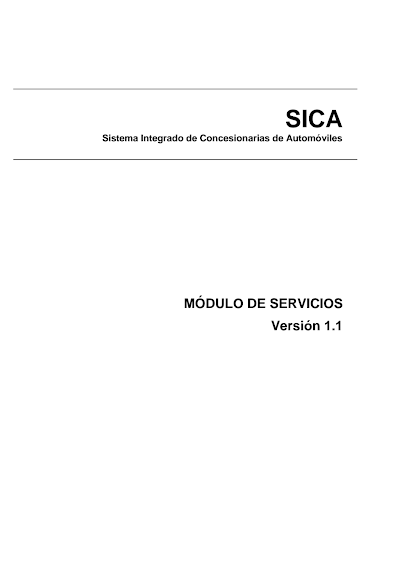 SICA
Sistema Integrado de Concesionarias de Automóviles
MÓDULO DE SERVICIOS
Versión 1.1